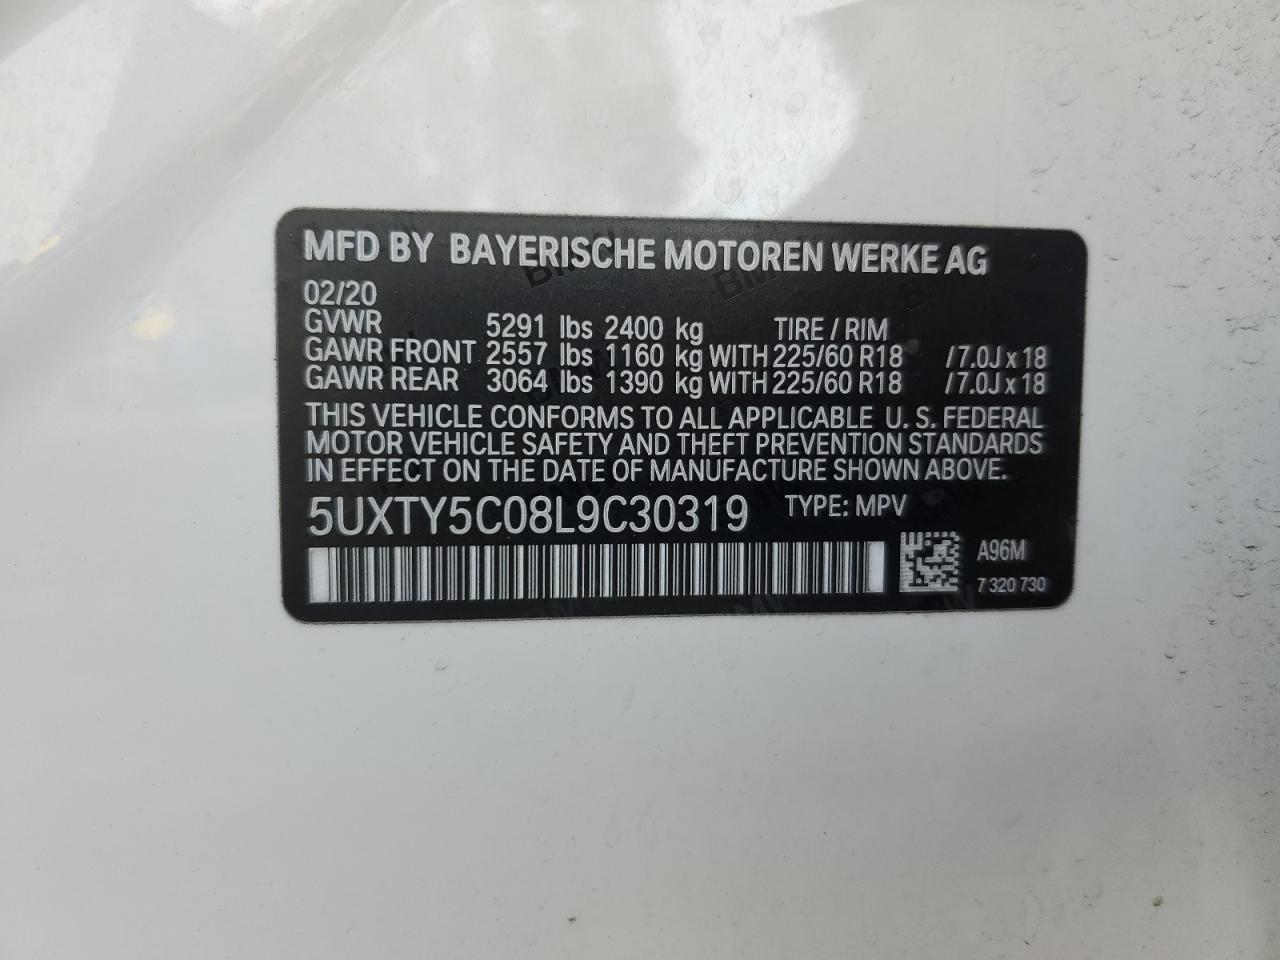 MFD BY BAYERISCHE MOTOREN WERKE AG
02/20
GVWR 5291 lbs 2400 kg TIRE / RIM
GAWR FRONT 2557 lbs 1160 kg WITH 225/60 R18 /7.0J x 18
GAWR REAR 3064 lbs 1390 kg WITH 225/60 R18 /7.0J x 18
THIS VEHICLE CONFORMS TO ALL APPLICABLE U. S. FEDERAL
MOTOR VEHICLE SAFETY AND THEFT PREVENTION STANDARDS
IN EFFECT ON THE DATE OF MANUFACTURE SHOWN ABOVE.
5UXTY5C08L9C30319 TYPE: MPV
A96M
7 320 730